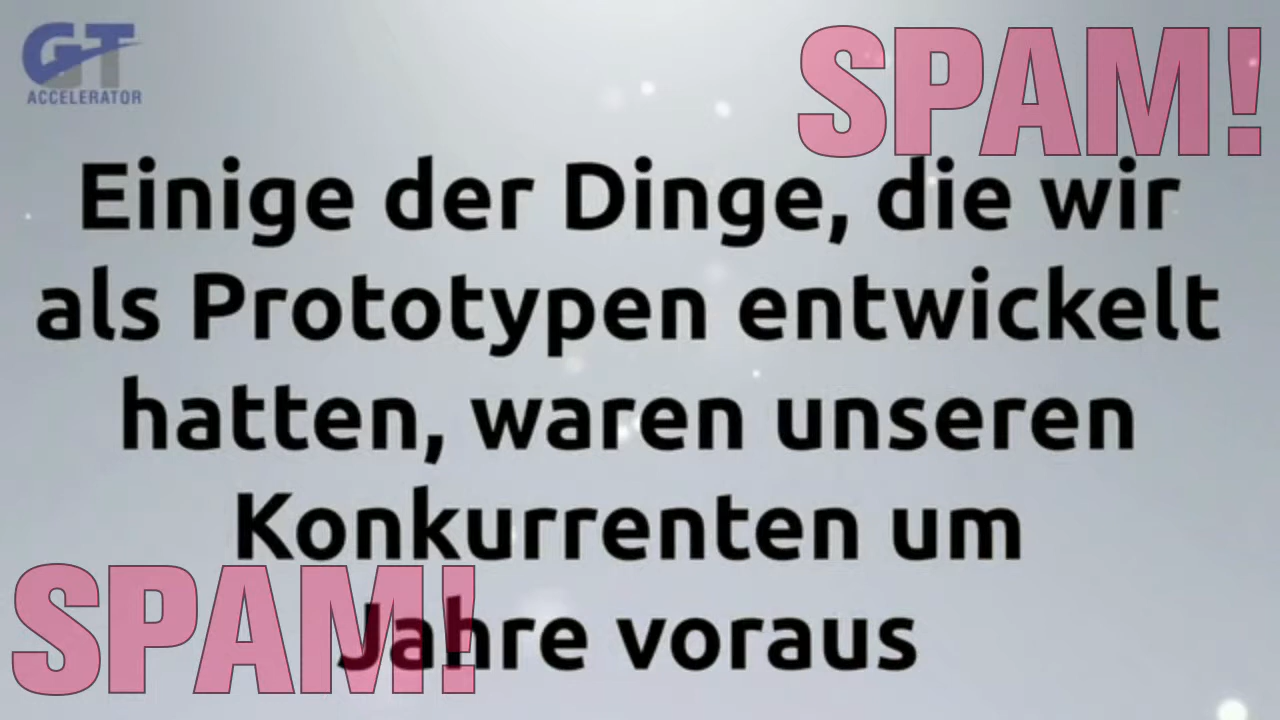 GT
ACCELERATOR
SPAM!
Einige der Dinge, die wir
als Prototypen entwickelt
hatten, waren unseren
Konkurrenten um
Jahre voraus
SPAM!